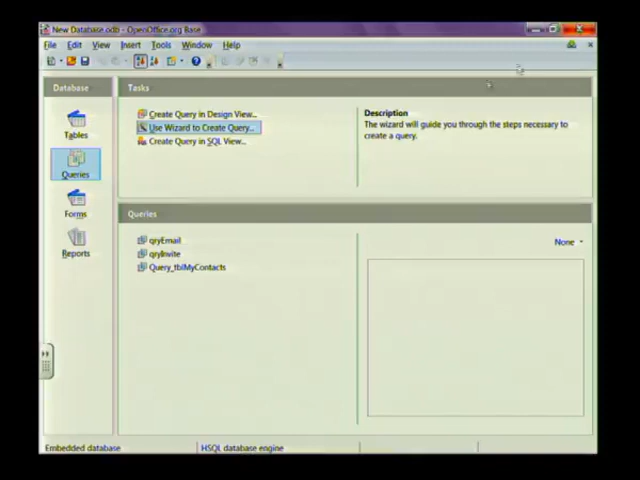 New Database.odb - OpenOffice.org Base
File Edit View Insert Tools Window Help
Database
Tasks
Tables
Queries
Forms
Reports
Create Query in Design View...
Use Wizard to Create Query...
Create Query in SQL View...
Description
The wizard will guide you through the steps necessary to
create a query.
Queries
qryEmail
qryInvite
Query_tblMyContacts
None
Embedded database
HSQL database engine